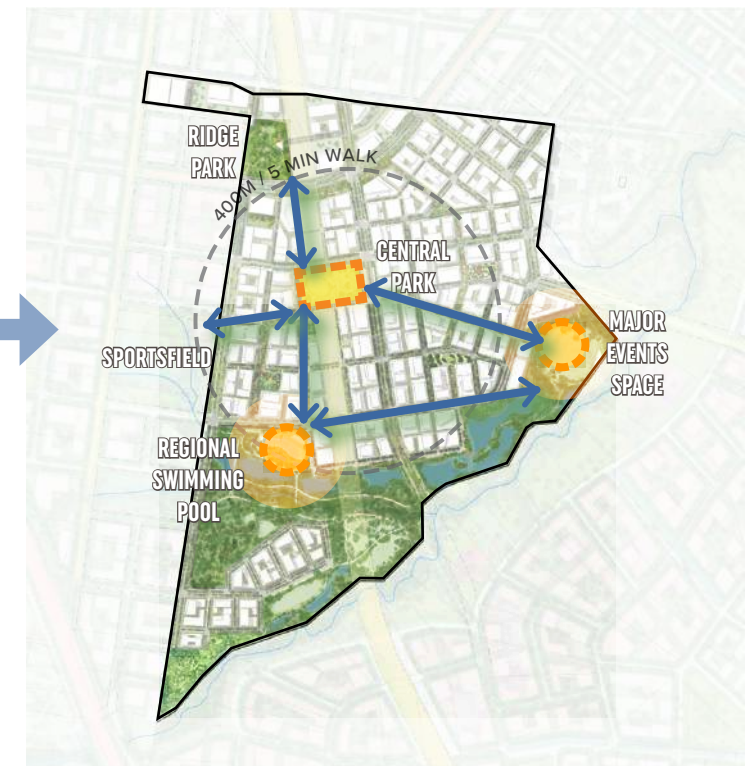 RIDGE
PARK
400M / 5 MIN WALK
CENTRAL
PARK
MAJOR
EVENTS
SPACE
SPORTSFIELD
REGIONAL
SWIMMING
POOL